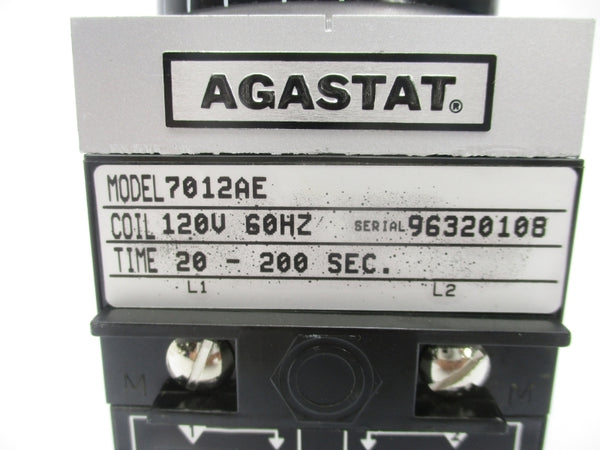 AGASTAT®
MODEL 7012AE
COIL 120V 60HZ SERIAL 96320108
TIME 20 - 200 SEC.
L1 L2
M M